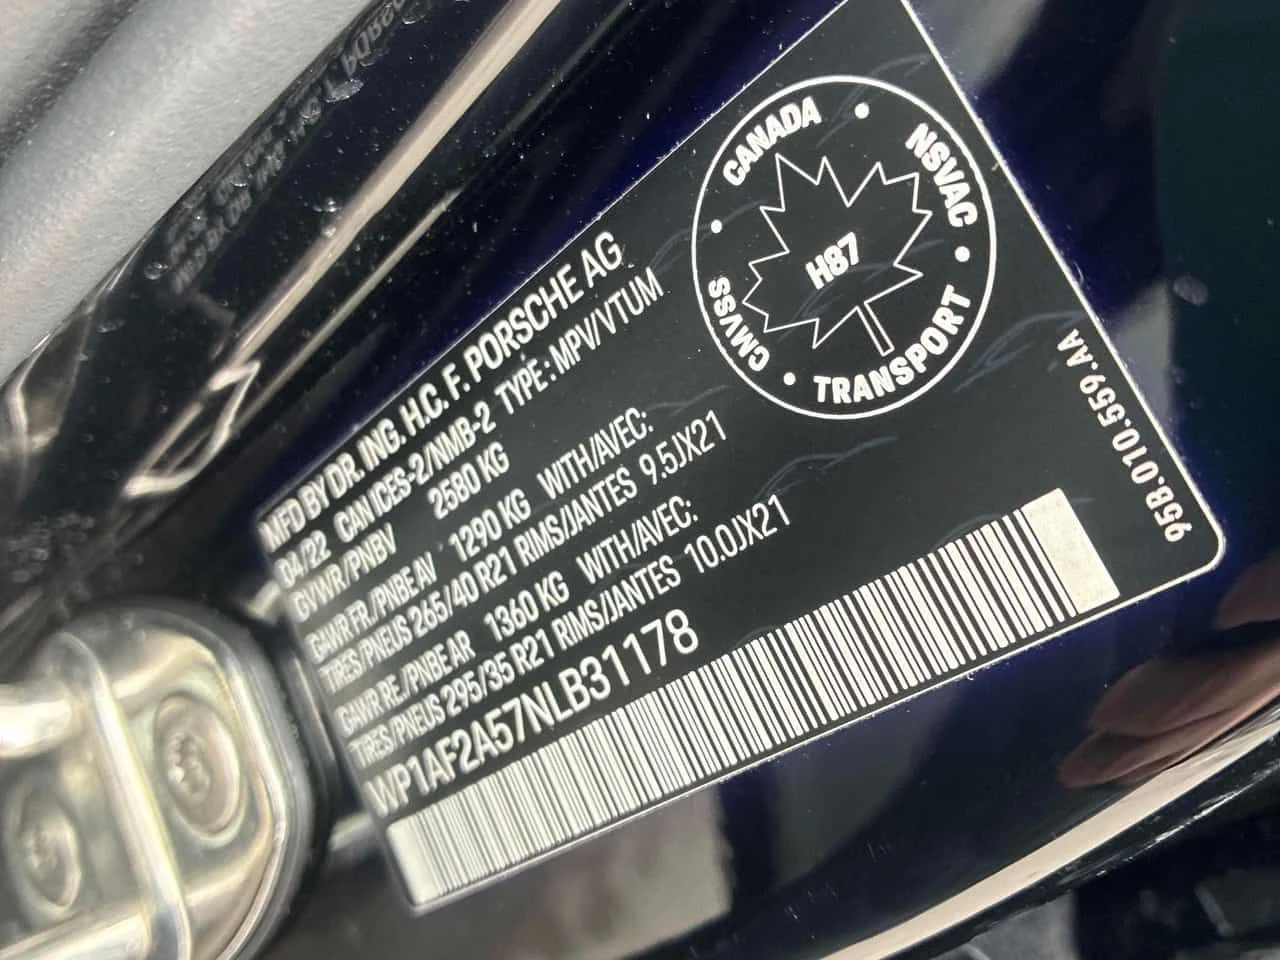 MFD BY DR. ING. H.C. F. PORSCHE AG
04/22 CAN ICES-2/NMB-2 TYPE: MPV/VTUM
GVWR/PNBV 2580 KG
GAWR FR./PNBE AV 1290 KG WITH/AVEC:
TIRES/PNEUS 265/40 R21 RIMS/JANTES 9.5JX21
GAWR RE./PNBE AR 1360 KG WITH/AVEC:
TIRES/PNEUS 295/35 R21 RIMS/JANTES 10.0JX21
WP1AF2A57NLB31178
CANADA • NSVAC • TRANSPORT • CMVSS •
H87
95B.010.559.AA